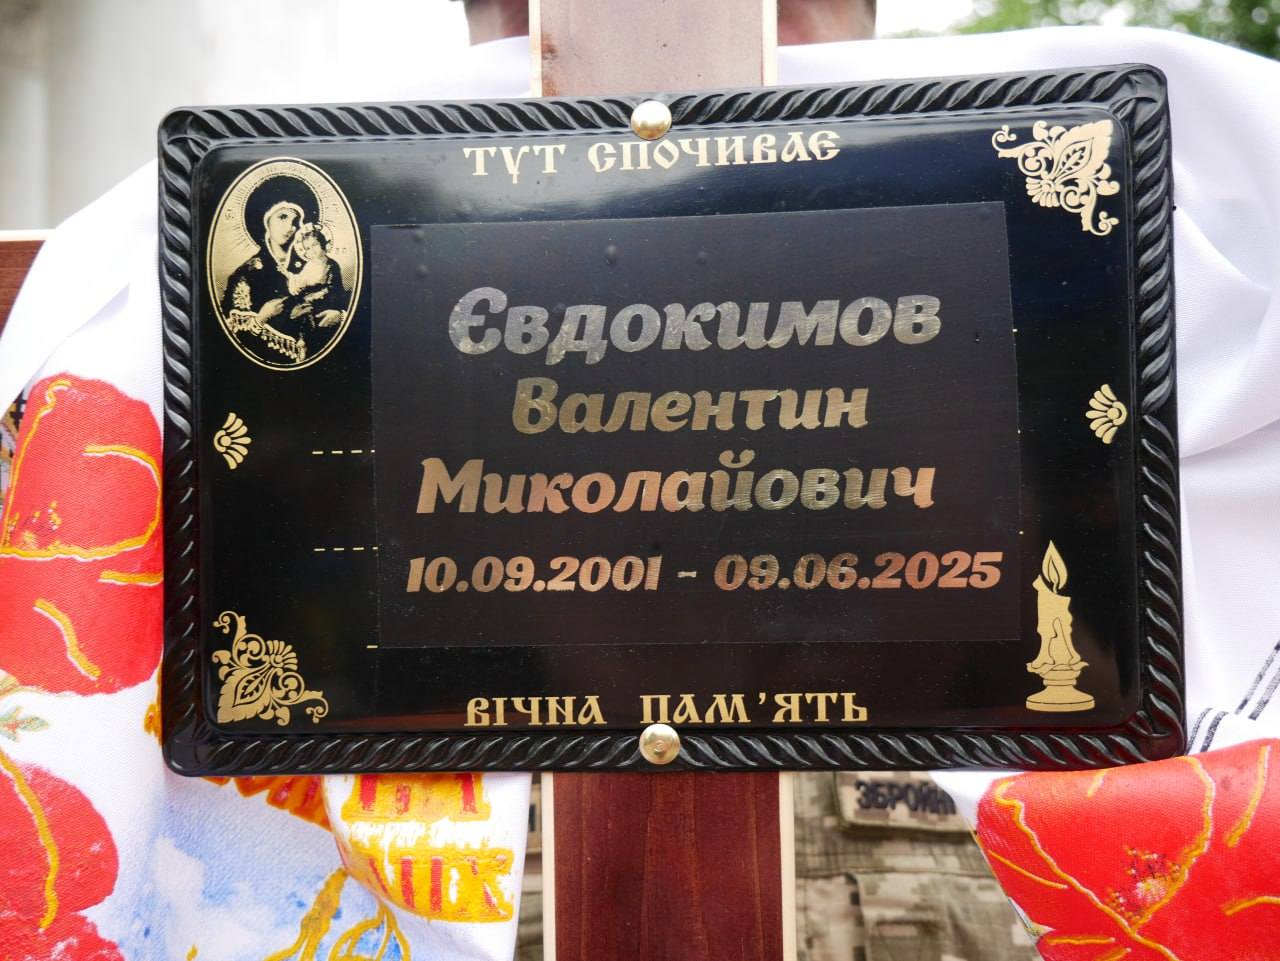 ТУТ СПОЧИВАЄ
Євдокимов
Валентин
Миколайович
10.09.2001 - 09.06.2025
ВІЧНА ПАМ'ЯТЬ